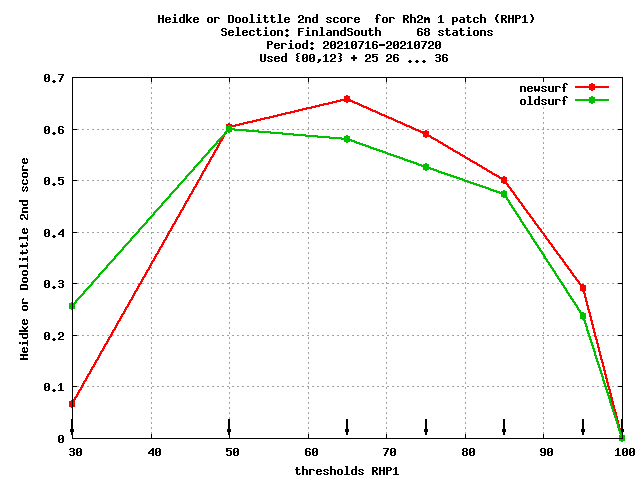 Heidke or Doolittle 2nd score  for Rh2m 1 patch (RHP1)
Selection: FinlandSouth     68 stations
Period: 20210716-20210720
Used {00,12} + 25 26 ... 36
newsurf
oldsurf
Heidke or Doolittle 2nd score
0.7
0.6
0.5
0.4
0.3
0.2
0.1
0
30 40 50 60 70 80 90 100
thresholds RHP1